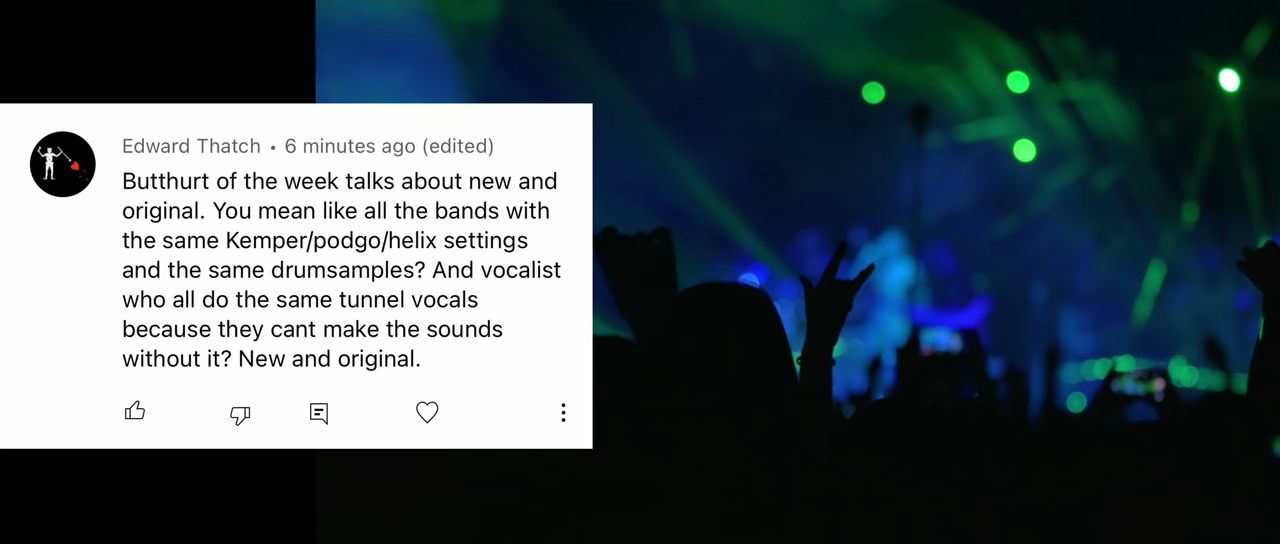 Edward Thatch • 6 minutes ago (edited)
Butthurt of the week talks about new and
original. You mean like all the bands with
the same Kemper/podgo/helix settings
and the same drumsamples? And vocalist
who all do the same tunnel vocals
because they cant make the sounds
without it? New and original.